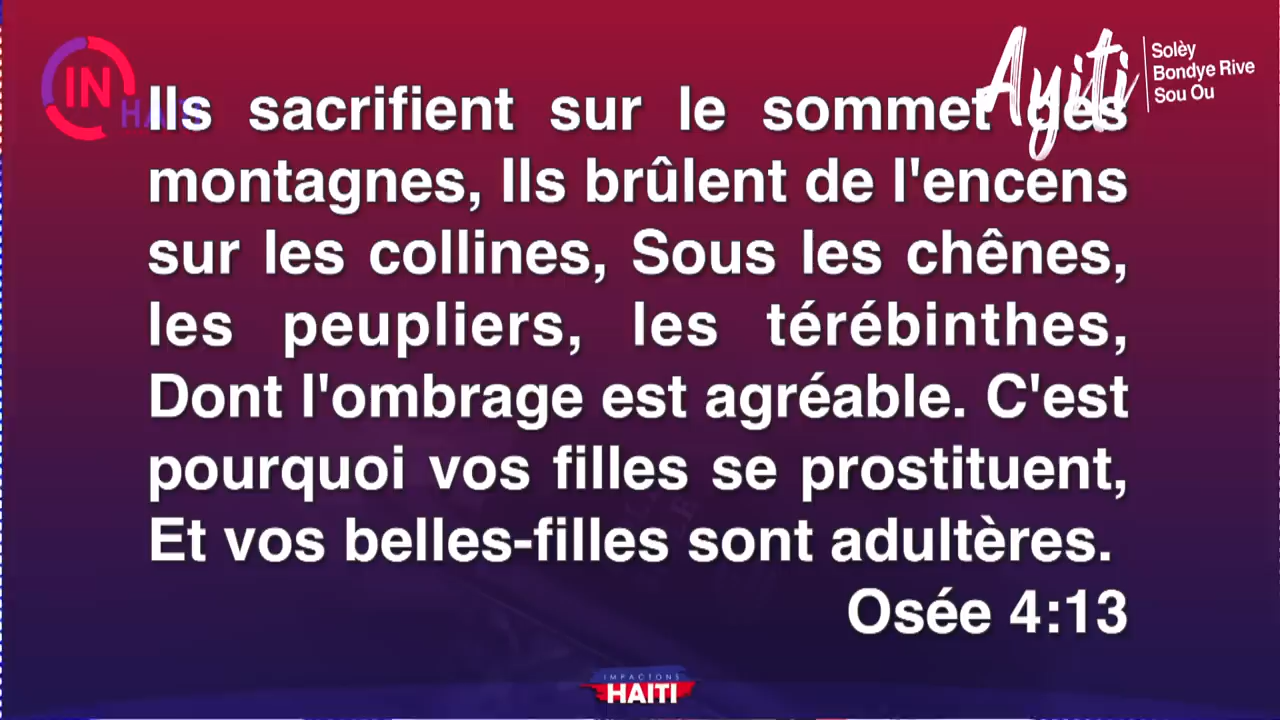 IN
HAITI
Ayiti
Solèy
Bondye Rive
Sou Ou
Ils sacrifient sur le sommet des
montagnes, Ils brûlent de l'encens
sur les collines, Sous les chênes,
les peupliers, les térébinthes,
Dont l'ombrage est agréable. C'est
pourquoi vos filles se prostituent,
Et vos belles-filles sont adultères.
Osée 4:13
IMPACTONS
HAITI